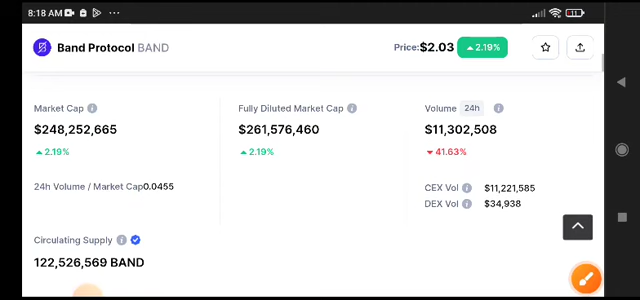 8:18 AM
Band Protocol BAND
Price: $2.03 2.19%
Market Cap
$248,252,665
2.19%
24h Volume / Market Cap 0.0455
Fully Diluted Market Cap
$261,576,460
2.19%
Volume 24h
$11,302,508
41.63%
CEX Vol $11,221,585
DEX Vol $34,938
Circulating Supply
122,526,569 BAND